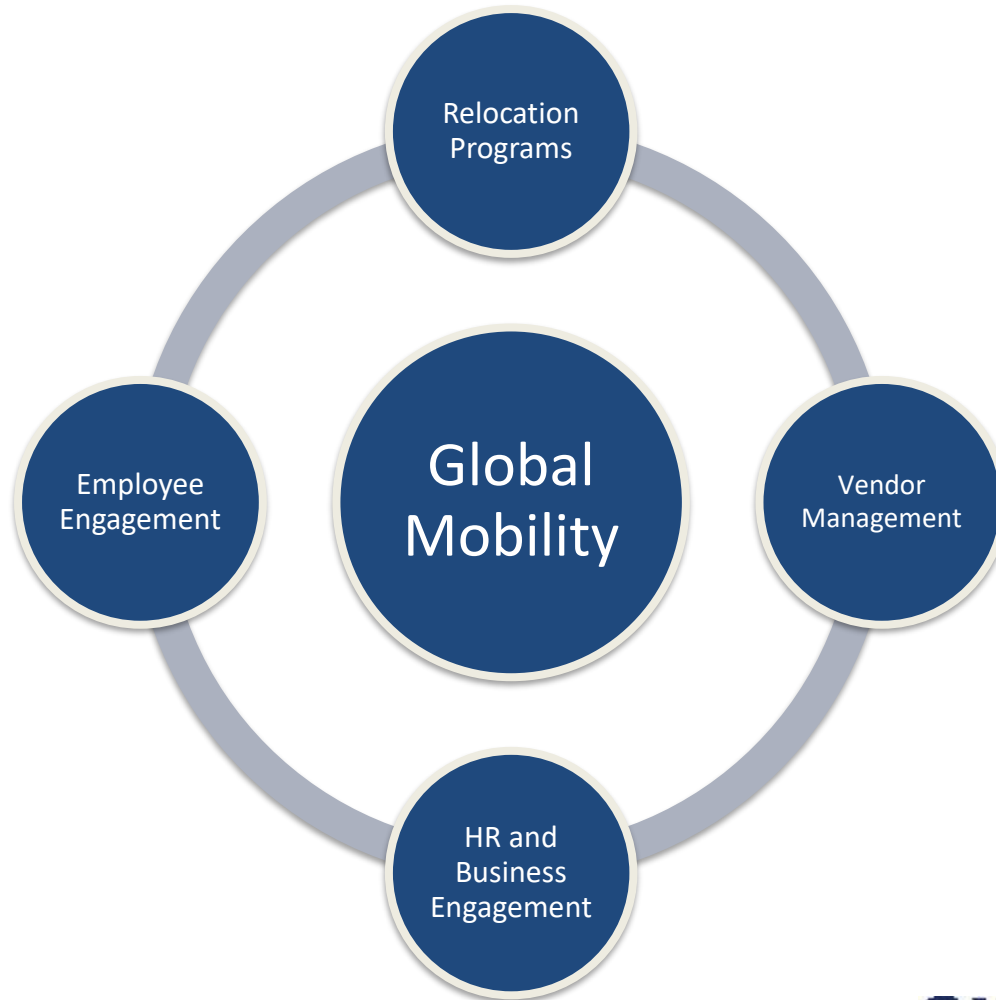 Relocation
Programs
Employee
Engagement
Global
Mobility
Vendor
Management
HR and
Business
Engagement